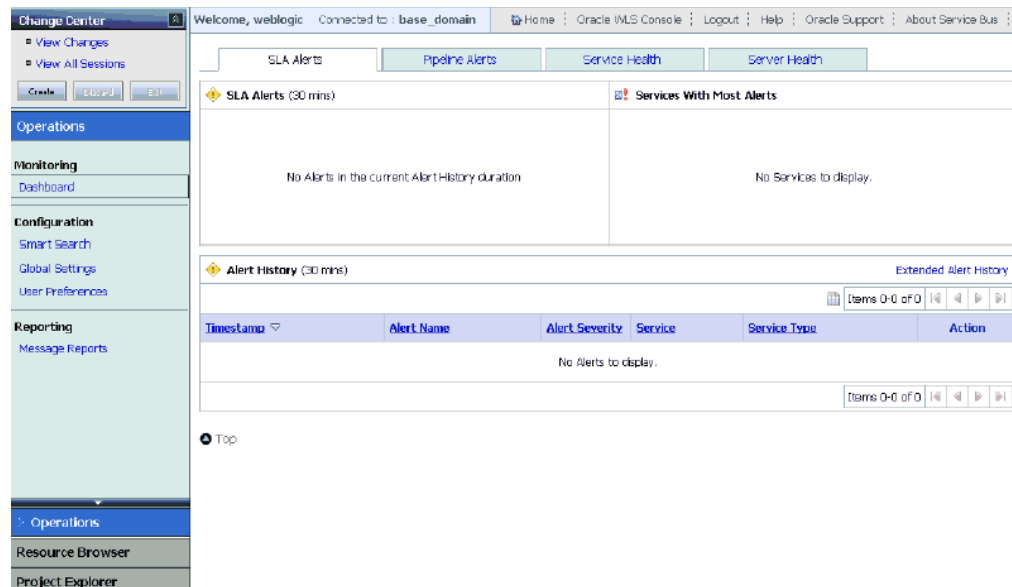 Change Center
View Changes
View All Sessions
Create Discard Exit
Operations
Monitoring
Dashboard
Configuration
Smart Search
Global Settings
User Preferences
Reporting
Message Reports
Operations
Resource Browser
Project Explorer
Welcome, weblogic Connected to : base_domain Home Oracle WLS Console Logout Help Oracle Support About Service Bus
SLA Alerts Pipeline Alerts Service Health Server Health
SLA Alerts (30 mins)
No Alerts in the current Alert History duration
Services With Most Alerts
No Services to display.
Alert History (30 mins) Extended Alert History
Items 0-0 of 0
Timestamp Alert Name Alert Severity Service Service Type Action
No Alerts to display.
Items 0-0 of 0
Top